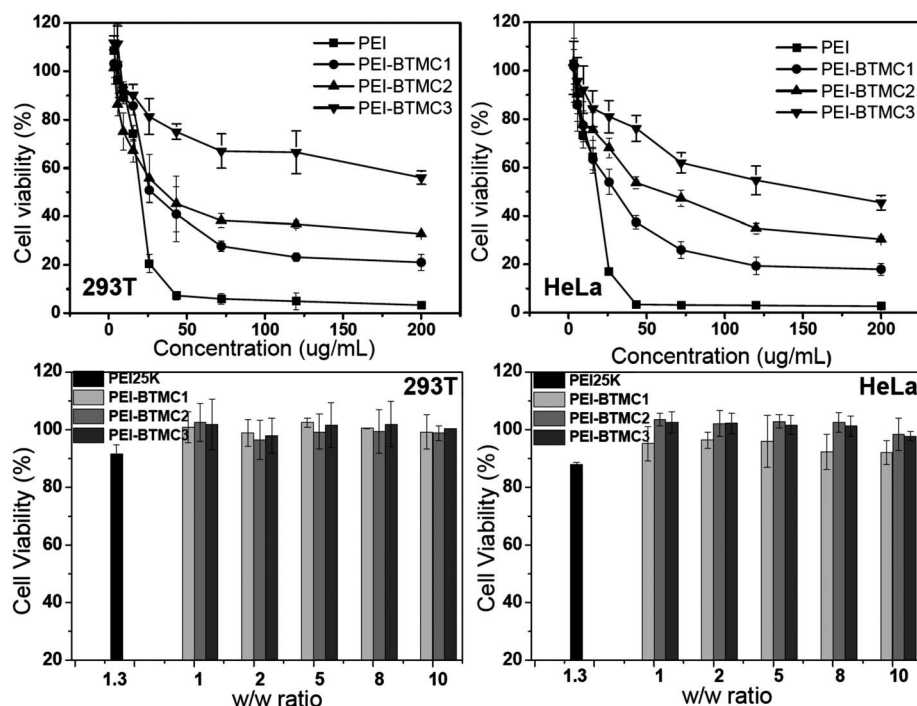 120
100
80
60
40
20
0
Cell viability (%)
PEI
PEI-BTMC1
PEI-BTMC2
PEI-BTMC3
293T
0 50 100 150 200
Concentration (ug/mL)
120
100
80
60
40
20
0
Cell viability (%)
PEI
PEI-BTMC1
PEI-BTMC2
PEI-BTMC3
HeLa
0 50 100 150 200
Concentration (ug/mL)
120
100
80
60
40
20
Cell Viability (%)
PEI25K
PEI-BTMC1
PEI-BTMC2
PEI-BTMC3
293T
1.3 1 2 5 8 10
w/w ratio
120
100
80
60
40
20
Cell Viability (%)
PEI25K
PEI-BTMC1
PEI-BTMC2
PEI-BTMC3
HeLa
1.3 1 2 5 8 10
w/w ratio